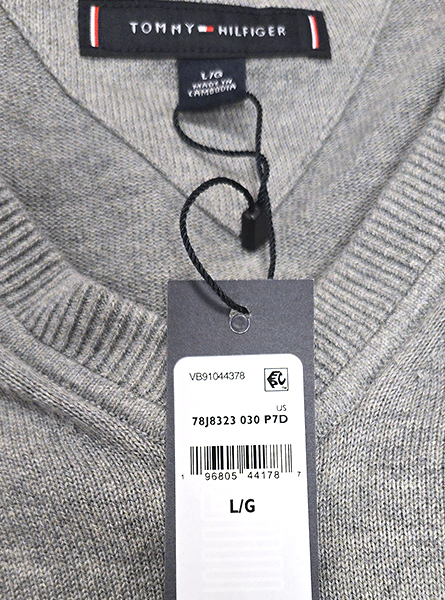 TOMMY HILFIGER
L/G
MADE IN
CAMBODIA
VB91044378
US
78J8323 030 P7D
1 96805 44178 7
L/G